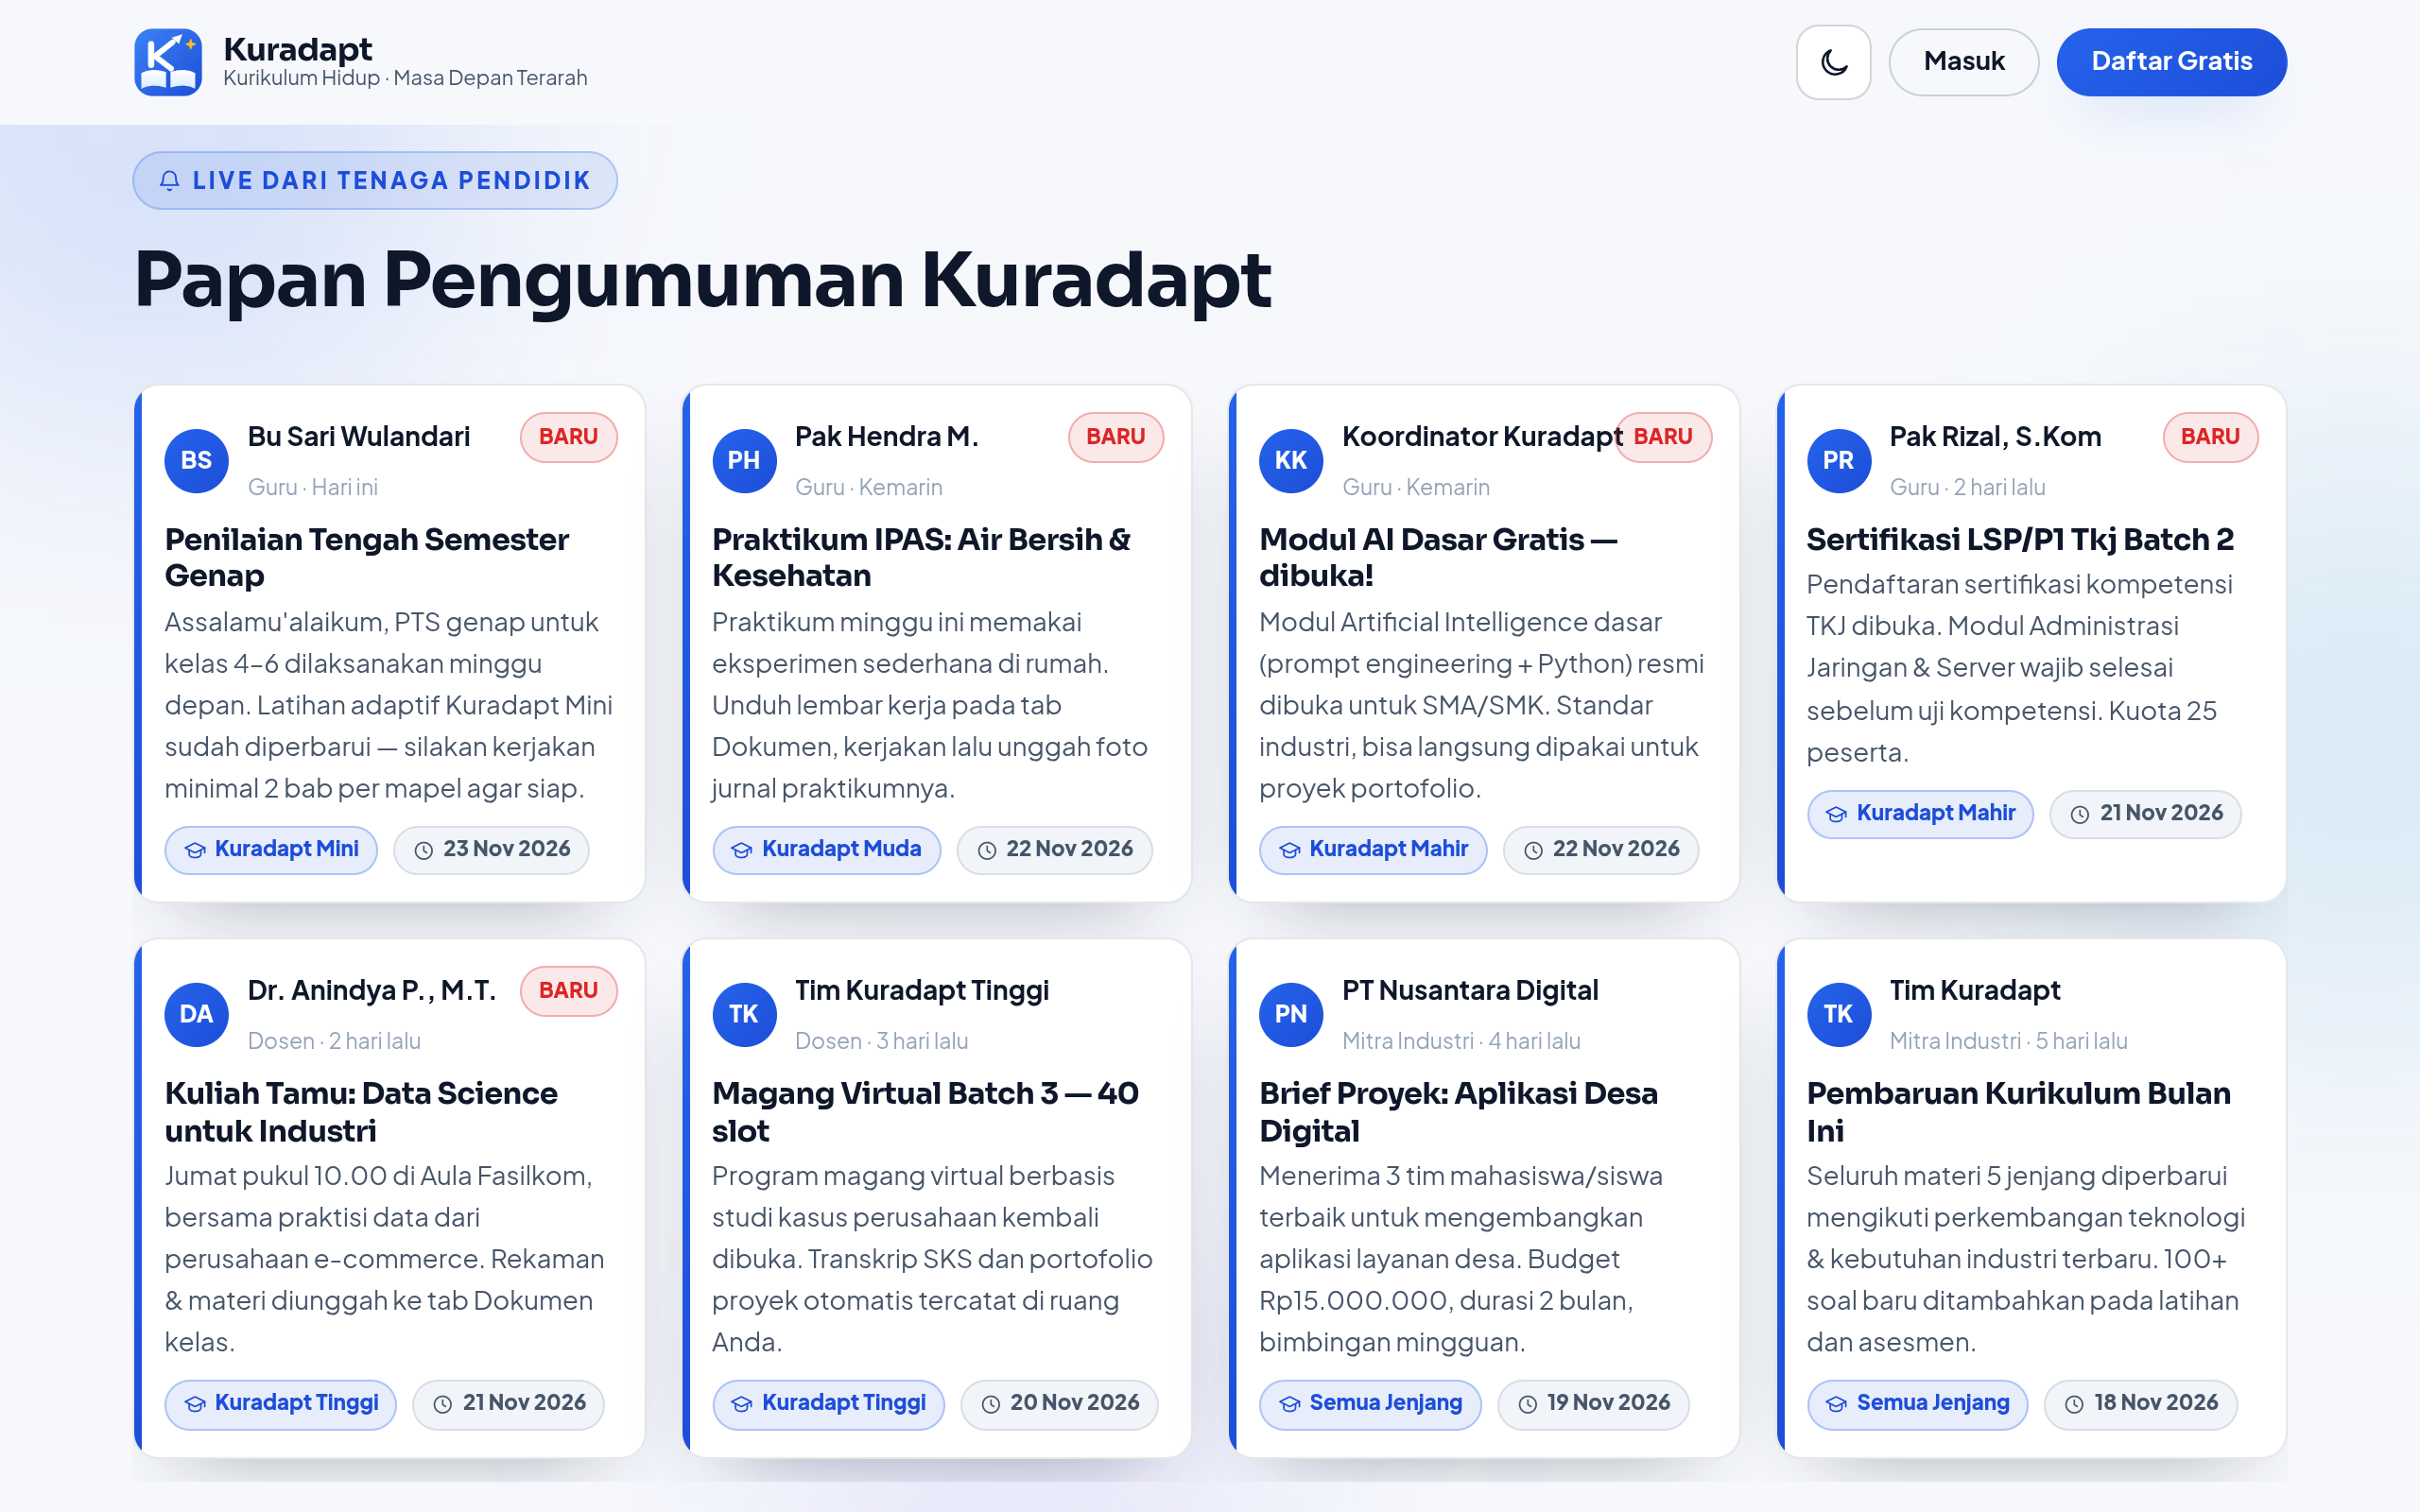 Kuradapt
Kurikulum Hidup · Masa Depan Terarah
Masuk
Daftar Gratis
LIVE DARI TENAGA PENDIDIK
Papan Pengumuman Kuradapt
BS
Bu Sari Wulandari
BARU
Guru · Hari ini
Penilaian Tengah Semester
Genap
Assalamu'alaikum, PTS genap untuk
kelas 4–6 dilaksanakan minggu
depan. Latihan adaptif Kuradapt Mini
sudah diperbarui — silakan kerjakan
minimal 2 bab per mapel agar siap.
Kuradapt Mini
23 Nov 2026
PH
Pak Hendra M.
BARU
Guru · Kemarin
Praktikum IPAS: Air Bersih &
Kesehatan
Praktikum minggu ini memakai
eksperimen sederhana di rumah.
Unduh lembar kerja pada tab
Dokumen, kerjakan lalu unggah foto
jurnal praktikumnya.
Kuradapt Muda
22 Nov 2026
KK
Koordinator Kuradapt
BARU
Guru · Kemarin
Modul AI Dasar Gratis —
dibuka!
Modul Artificial Intelligence dasar
(prompt engineering + Python) resmi
dibuka untuk SMA/SMK. Standar
industri, bisa langsung dipakai untuk
proyek portofolio.
Kuradapt Mahir
22 Nov 2026
PR
Pak Rizal, S.Kom
BARU
Guru · 2 hari lalu
Sertifikasi LSP/P1 Tkj Batch 2
Pendaftaran sertifikasi kompetensi
TKJ dibuka. Modul Administrasi
Jaringan & Server wajib selesai
sebelum uji kompetensi. Kuota 25
peserta.
Kuradapt Mahir
21 Nov 2026
DA
Dr. Anindya P., M.T.
BARU
Dosen · 2 hari lalu
Kuliah Tamu: Data Science
untuk Industri
Jumat pukul 10.00 di Aula Fasilkom,
bersama praktisi data dari
perusahaan e-commerce. Rekaman
& materi diunggah ke tab Dokumen
kelas.
Kuradapt Tinggi
21 Nov 2026
TK
Tim Kuradapt Tinggi
Dosen · 3 hari lalu
Magang Virtual Batch 3 — 40
slot
Program magang virtual berbasis
studi kasus perusahaan kembali
dibuka. Transkrip SKS dan portofolio
proyek otomatis tercatat di ruang
Anda.
Kuradapt Tinggi
20 Nov 2026
PN
PT Nusantara Digital
Mitra Industri · 4 hari lalu
Brief Proyek: Aplikasi Desa
Digital
Menerima 3 tim mahasiswa/siswa
terbaik untuk mengembangkan
aplikasi layanan desa. Budget
Rp15.000.000, durasi 2 bulan,
bimbingan mingguan.
Semua Jenjang
19 Nov 2026
TK
Tim Kuradapt
Mitra Industri · 5 hari lalu
Pembaruan Kurikulum Bulan
Ini
Seluruh materi 5 jenjang diperbarui
mengikuti perkembangan teknologi
& kebutuhan industri terbaru. 100+
soal baru ditambahkan pada latihan
dan asesmen.
Semua Jenjang
18 Nov 2026